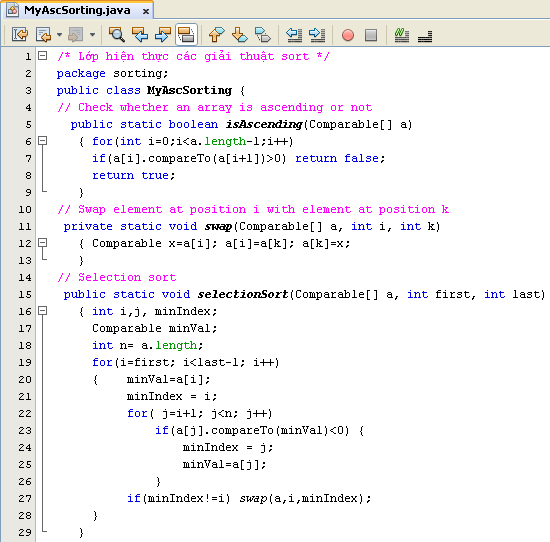 MyAscSorting.java x
1 /* Lớp hiện thực các giải thuật sort */
2 package sorting;
3 public class MyAscSorting {
4 // Check whether an array is ascending or not
5 public static boolean isAscending(Comparable[] a)
6 { for(int i=0;i<a.length-1;i++)
7 if(a[i].compareTo(a[i+1])>0) return false;
8 return true;
9 }
10 // Swap element at position i with element at position k
11 private static void swap(Comparable[] a, int i, int k)
12 { Comparable x=a[i]; a[i]=a[k]; a[k]=x;
13 }
14 // Selection sort
15 public static void selectionSort(Comparable[] a, int first, int last)
16 { int i,j, minIndex;
17 Comparable minVal;
18 int n= a.length;
19 for(i=first; i<last-1; i++)
20 { minVal=a[i];
21 minIndex = i;
22 for( j=i+1; j<n; j++)
23 if(a[j].compareTo(minVal)<0) {
24 minIndex = j;
25 minVal=a[j];
26 }
27 if(minIndex!=i) swap(a,i,minIndex);
28 }
29 }